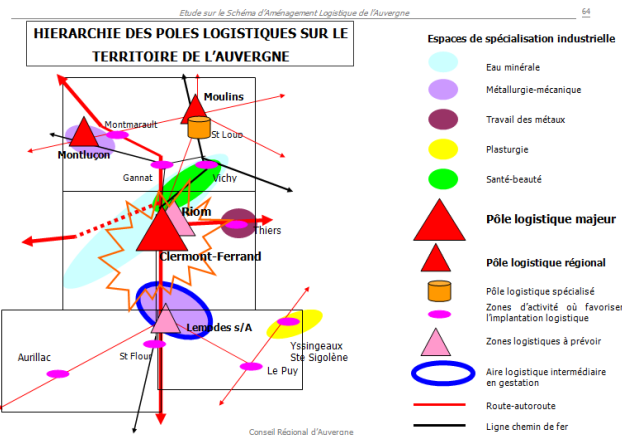 Etude sur le Schéma d'Aménagement Logistique de l'Auvergne
64
HIERARCHIE DES POLES LOGISTIQUES SUR LE
TERRITOIRE DE L'AUVERGNE
Moulins
Montmarault
St Loup
Montluçon
Gannat
Vichy
Riom
Thiers
Clermont-Ferrand
Lemodes s/A
Aurillac
St Flour
Yssingeaux
Ste Sigolène
Le Puy
Espaces de spécialisation industrielle
Eau minérale
Métallurgie-mécanique
Travail des métaux
Plasturgie
Santé-beauté
Pôle logistique majeur
Pôle logistique régional
Pôle logistique spécialisé
Zones d'activité où favoriser
l'implantation logistique
Zones logistiques à prévoir
Aire logistique intermédiaire
en gestation
Route-autoroute
Ligne chemin de fer
Conseil Régional d'Auvergne